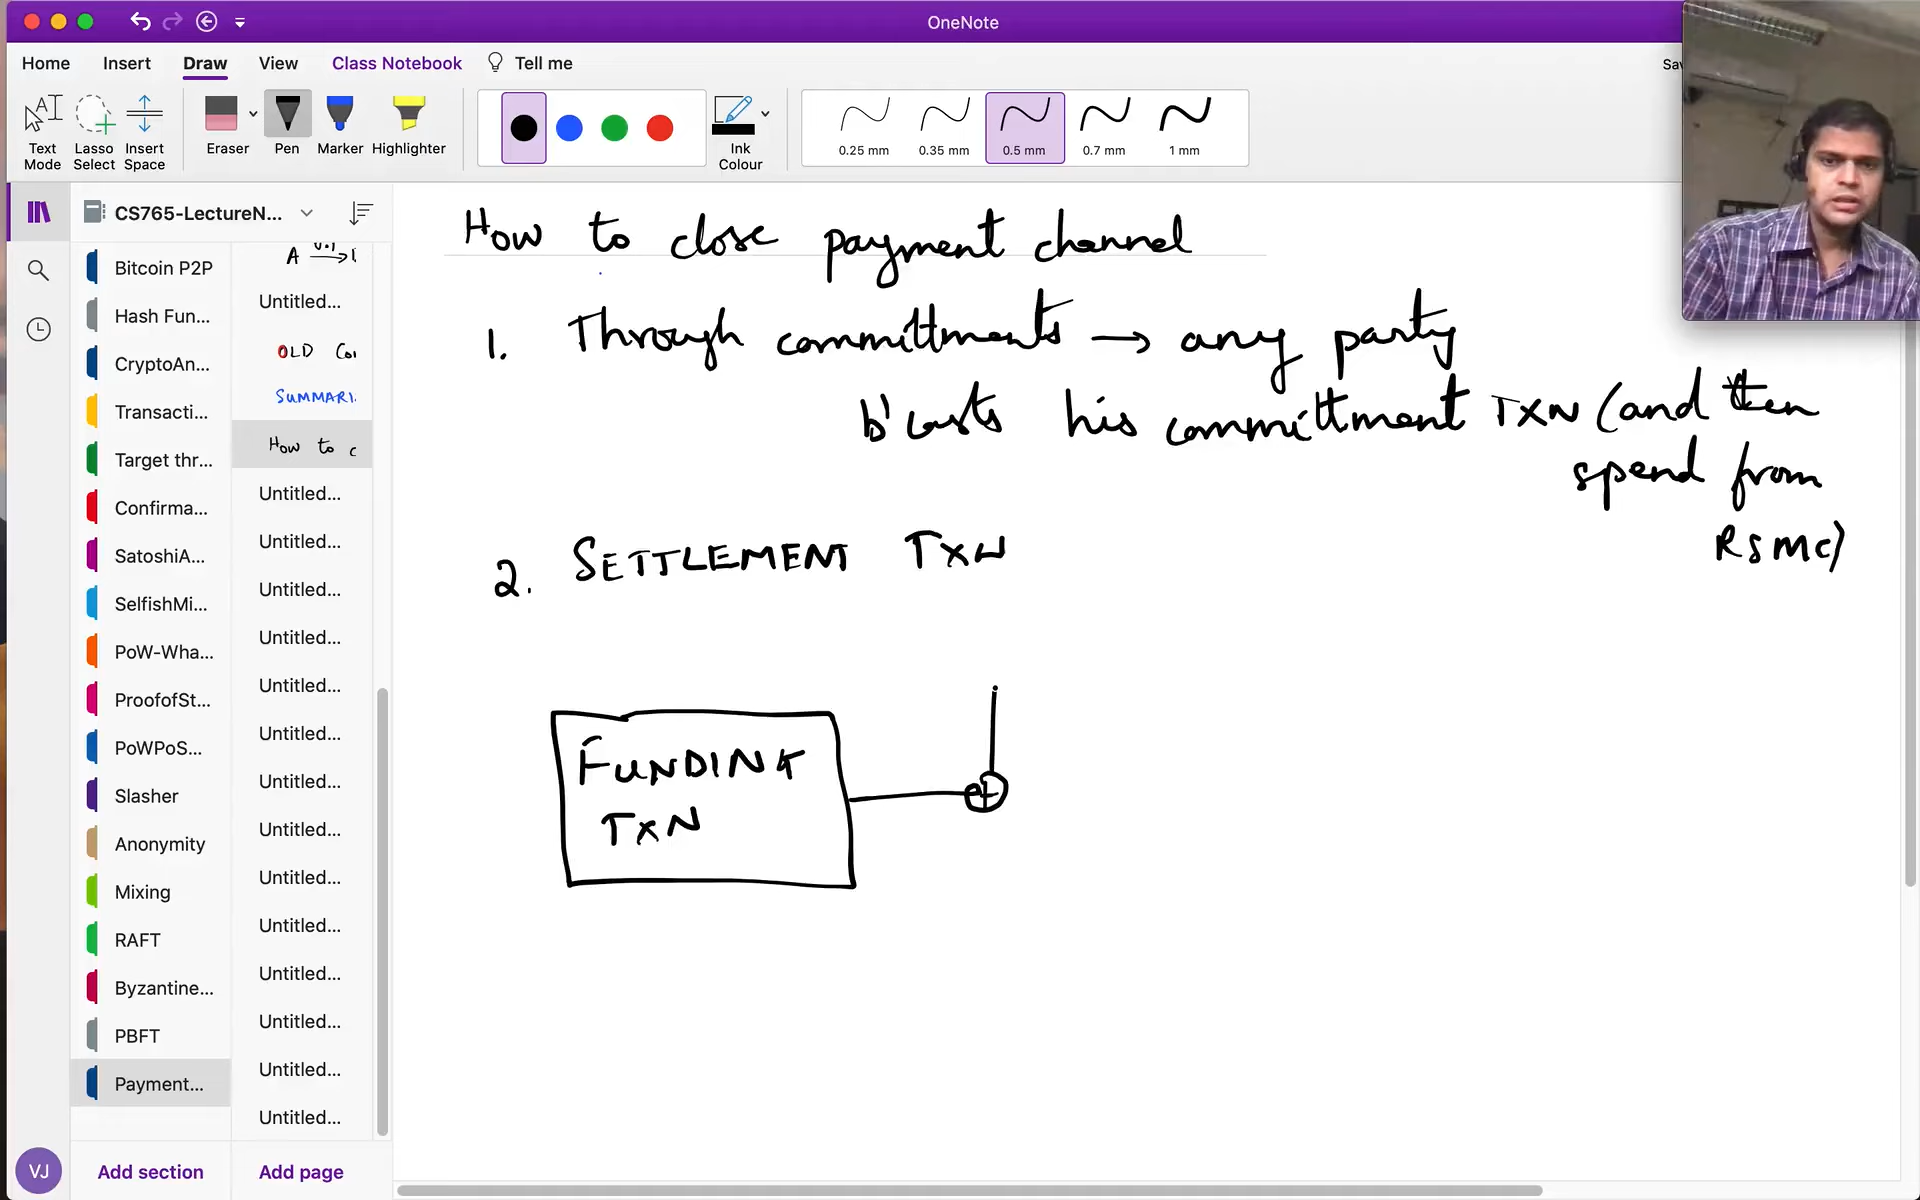 OneNote
Home Insert Draw View Class Notebook Tell me
Sav
Text Mode
Lasso Select
Insert Space
Eraser
Pen
Marker
Highlighter
Ink Colour
0.25 mm
0.35 mm
0.5 mm
0.7 mm
1 mm
CS765-LectureN...
Bitcoin P2P
Hash Fun...
CryptoAn...
Transacti...
Target thr...
Confirma...
SatoshiA...
SelfishMi...
PoW-Wha...
ProofofSt...
PoWPoS...
Slasher
Anonymity
Mixing
RAFT
Byzantine...
PBFT
Payment...
Add section
VJ
A
Untitled...
OLD Co
SUMMARI
How to c
Untitled...
Untitled...
Untitled...
Untitled...
Untitled...
Untitled...
Untitled...
Untitled...
Untitled...
Untitled...
Untitled...
Untitled...
Untitled...
Untitled...
Add page
How to close payment channel
1. Through committments → any party
b'casts his committment TXN (and then
spend from
RSMC)
2. SETTLEMENT TXN
FUNDING
TXN